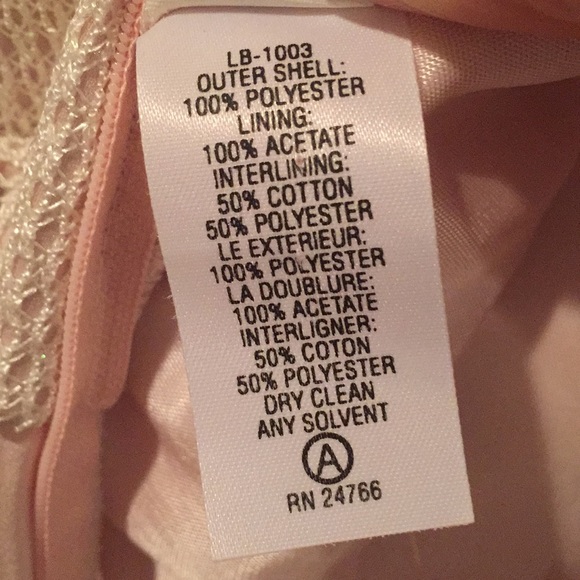 LB-1003
OUTER SHELL:
100% POLYESTER
LINING:
100% ACETATE
INTERLINING:
50% COTTON
50% POLYESTER
LE EXTERIEUR:
100% POLYESTER
LA DOUBLURE:
100% ACETATE
INTERLIGNER:
50% COTON
50% POLYESTER
DRY CLEAN
ANY SOLVENT
A
RN 24766